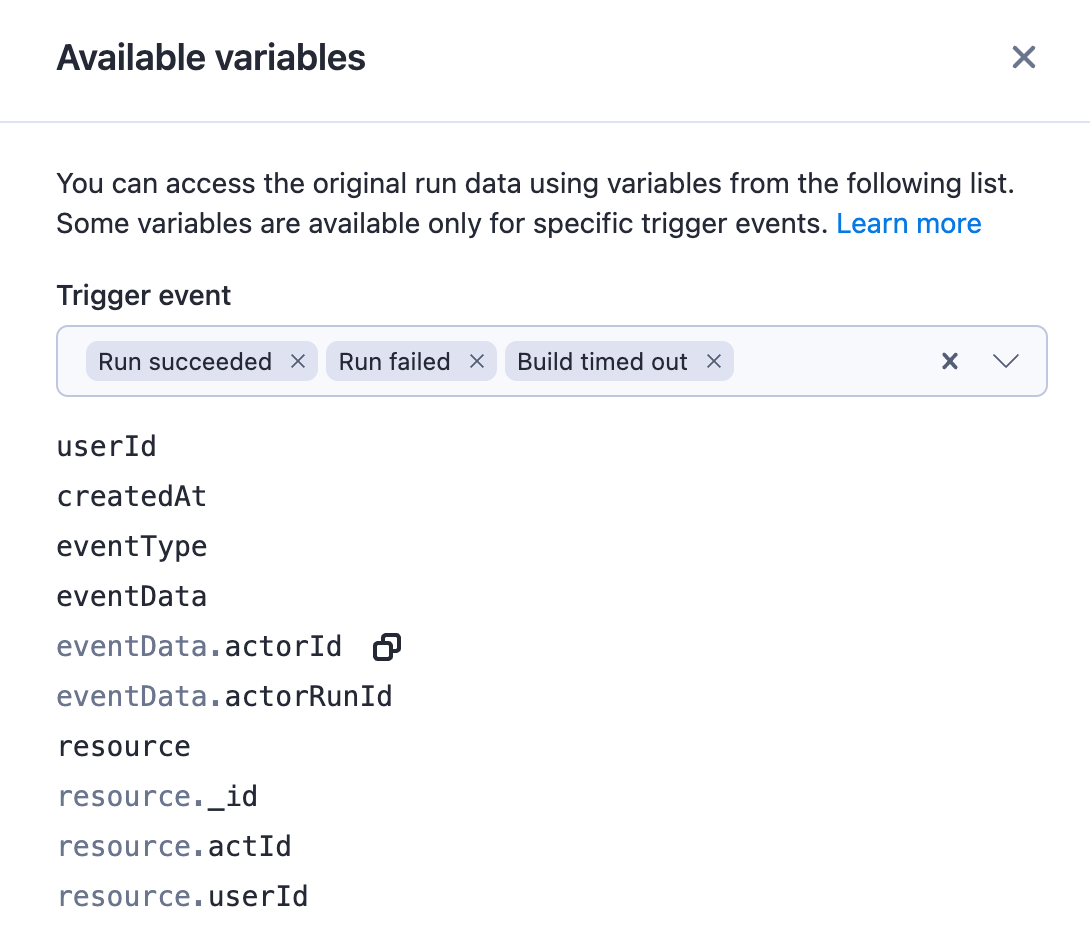 Available variables
You can access the original run data using variables from the following list.
Some variables are available only for specific trigger events. Learn more
Trigger event
Run succeeded Run failed Build timed out
userId
createdAt
eventType
eventData
eventData.actorId
eventData.actorRunId
resource
resource._id
resource.actId
resource.userId